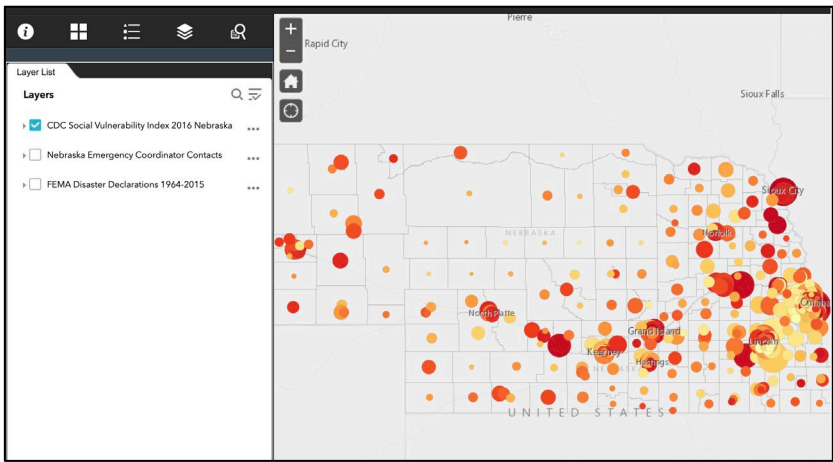 Layer List
Layers
CDC Social Vulnerability Index 2016 Nebraska
Nebraska Emergency Coordinator Contacts
FEMA Disaster Declarations 1964-2015
+
−
Pierre
Rapid City
Sioux Falls
Sioux City
NEBRASKA
Norfolk
Omaha
North Platte
Grand Island
Lincoln
Kearney
Hastings
NEBRASKA
UNITED STATES